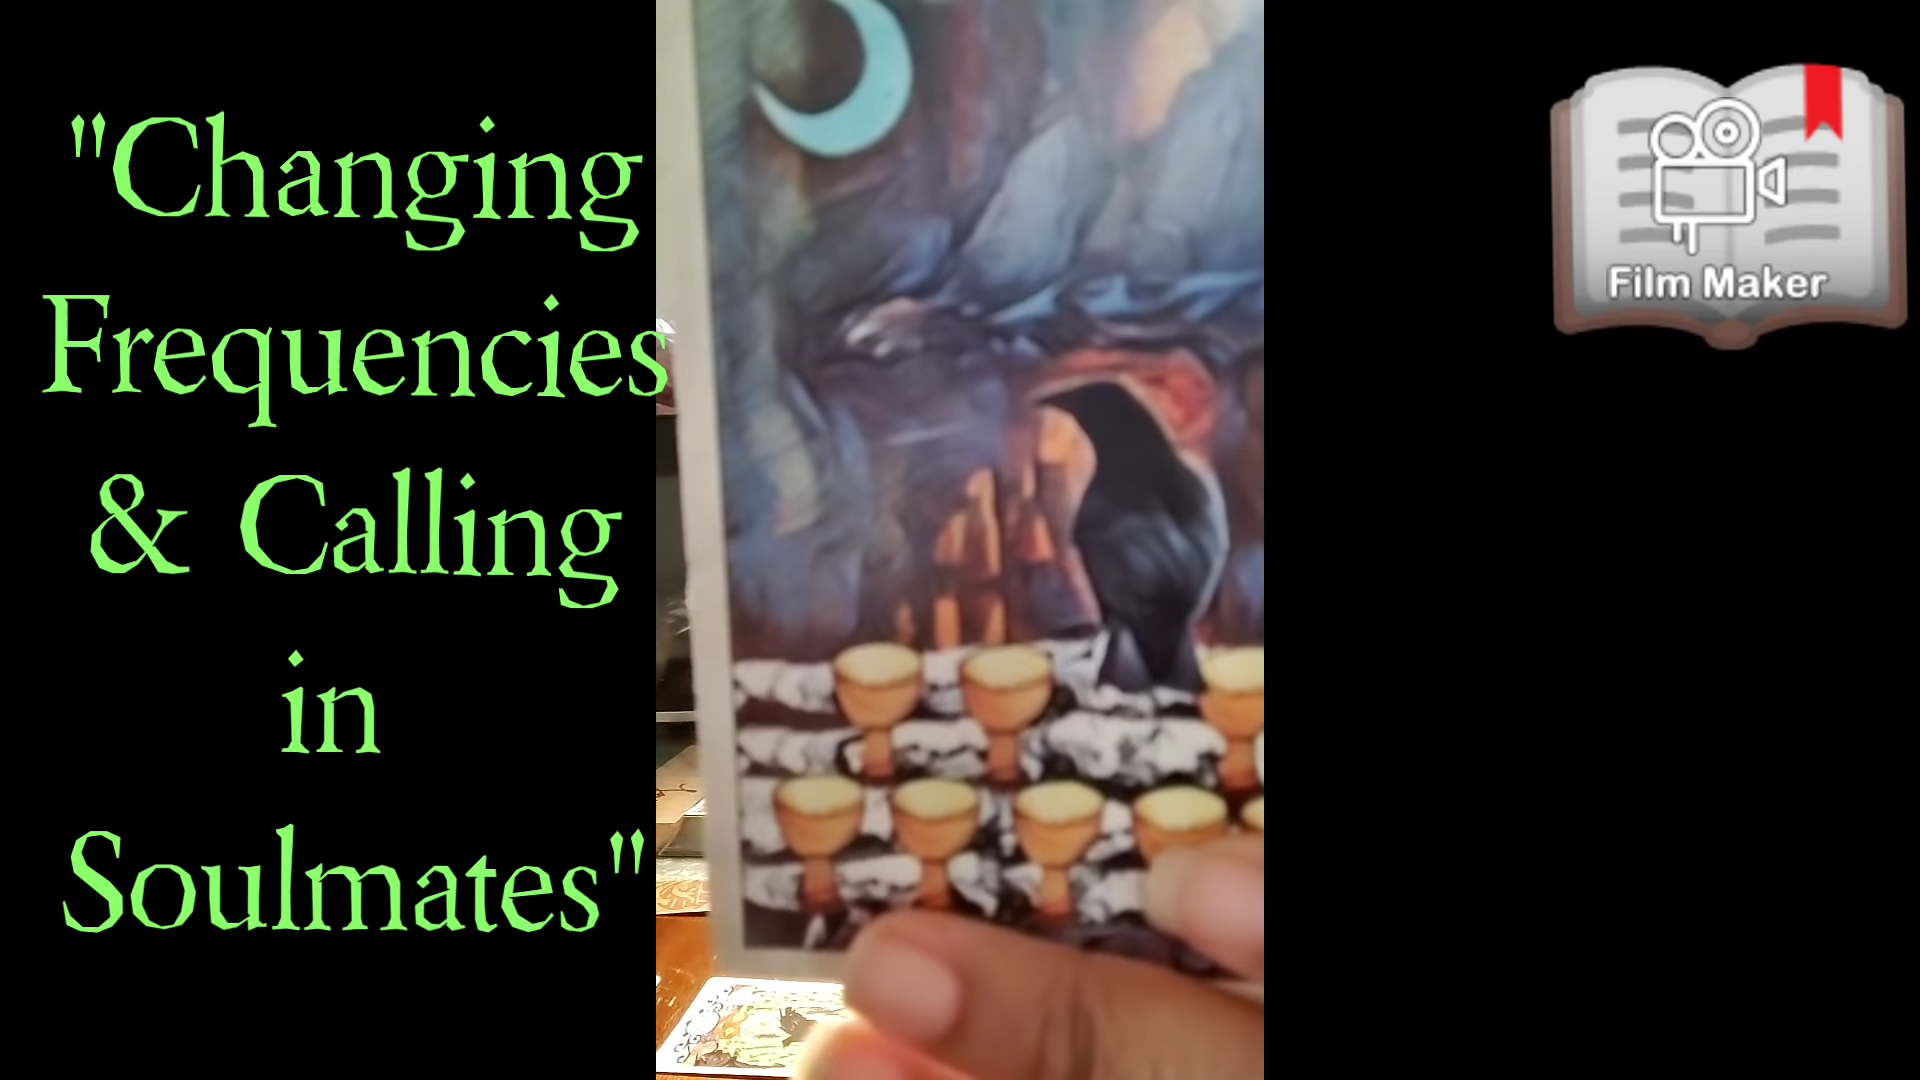 "Changing
Frequencies
& Calling
in
Soulmates"
Film Maker